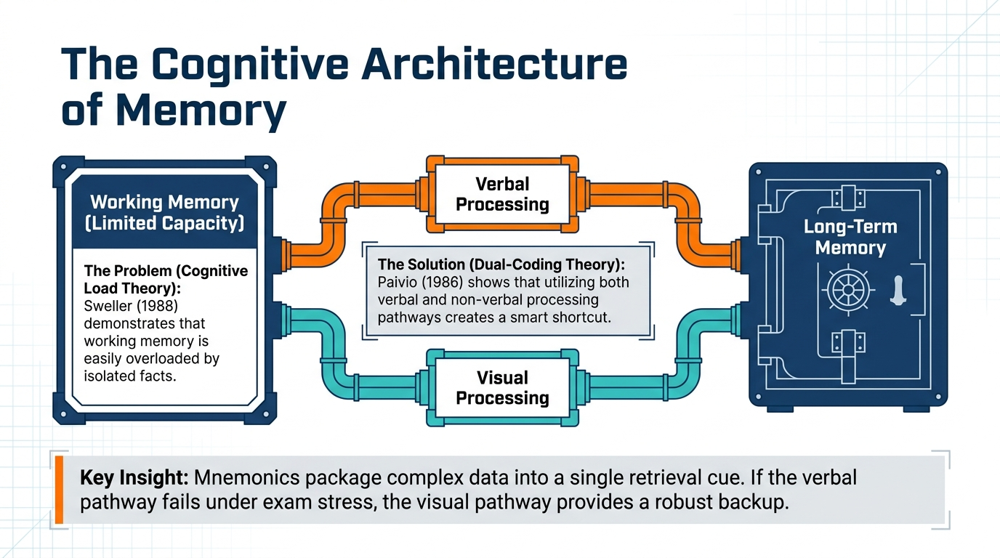 The Cognitive Architecture
of Memory
Working Memory
(Limited Capacity)
The Problem (Cognitive
Load Theory):
Sweller (1988)
demonstrates that
working memory is
easily overloaded by
isolated facts.
Verbal
Processing
The Solution (Dual-Coding Theory):
Paivio (1986) shows that utilizing both
verbal and non-verbal processing
pathways creates a smart shortcut.
Visual
Processing
Long-Term
Memory
Key Insight: Mnemonics package complex data into a single retrieval cue. If the verbal
pathway fails under exam stress, the visual pathway provides a robust backup.